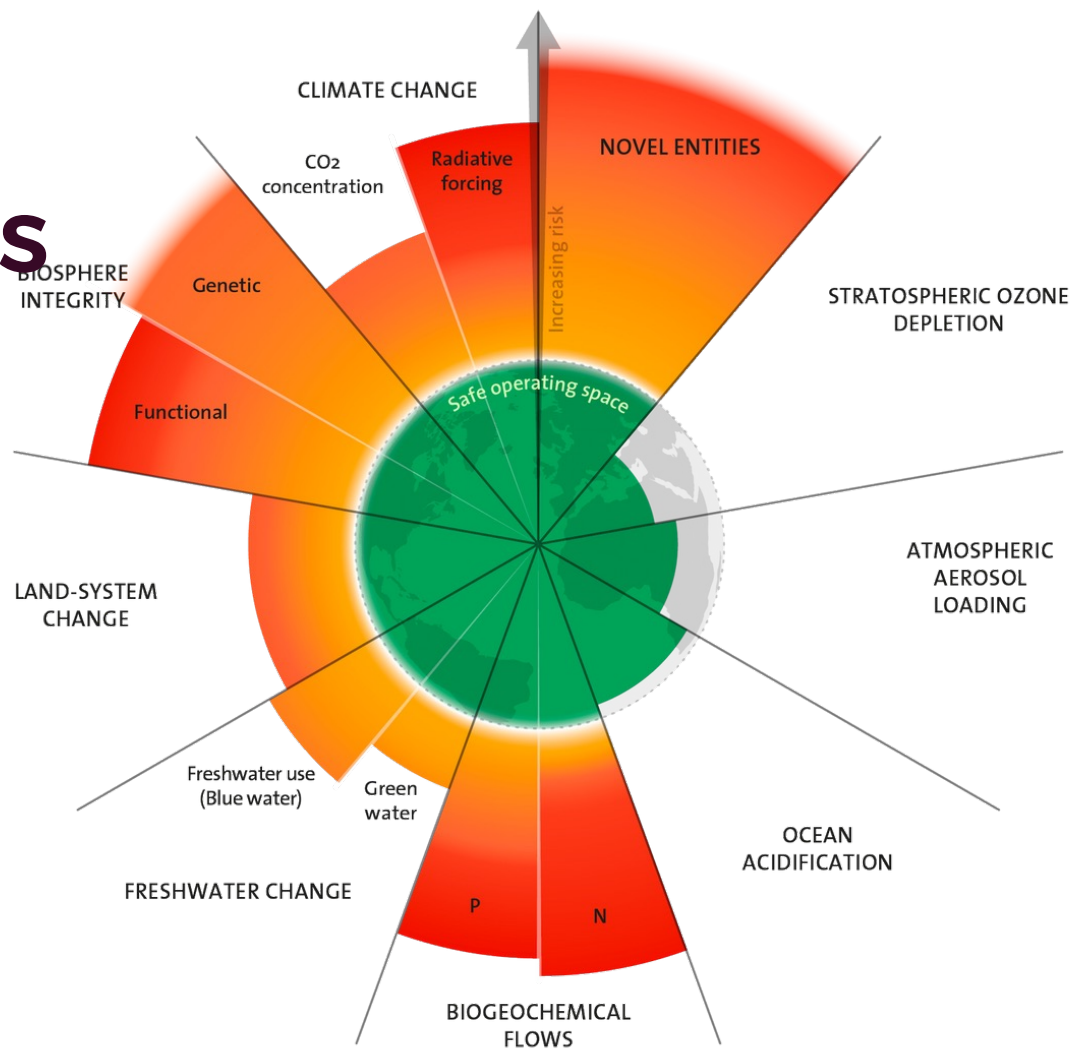 CLIMATE CHANGE
CO2
concentration
Radiative
forcing
NOVEL ENTITIES
Increasing risk
s
BIOSPHERE
INTEGRITY
Genetic
Functional
STRATOSPHERIC OZONE
DEPLETION
Safe operating space
ATMOSPHERIC
AEROSOL
LOADING
LAND-SYSTEM
CHANGE
Freshwater use
(Blue water)
Green
water
FRESHWATER CHANGE
OCEAN
ACIDIFICATION
P
N
BIOGEOCHEMICAL
FLOWS